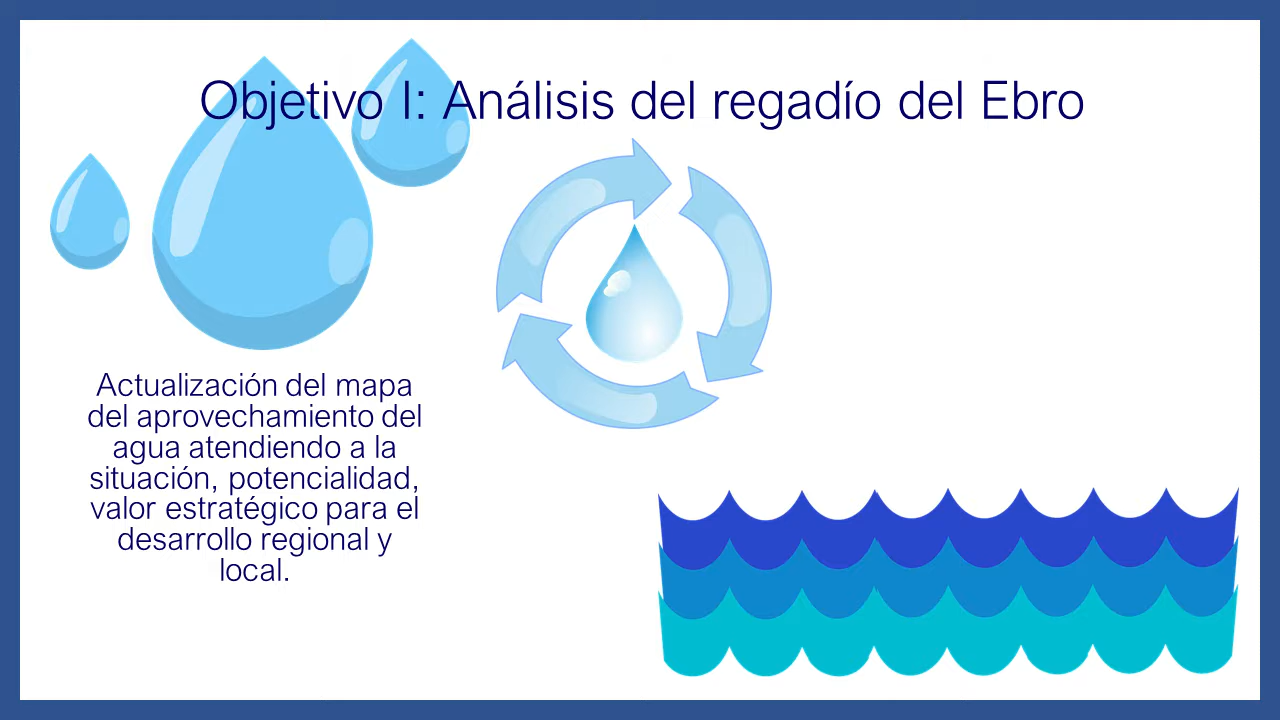 Objetivo I: Análisis del regadío del Ebro
Actualización del mapa
del aprovechamiento del
agua atendiendo a la
situación, potencialidad,
valor estratégico para el
desarrollo regional y
local.